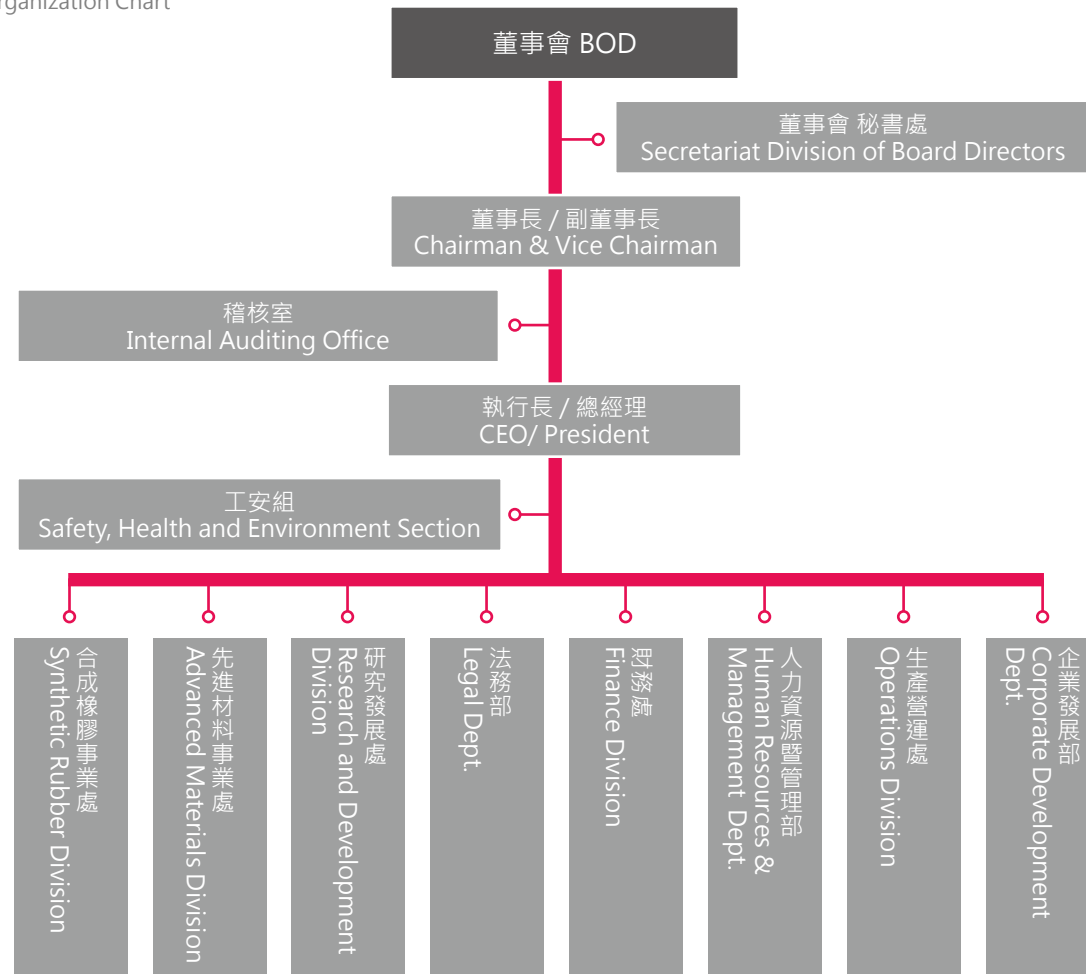 rganization Chart
董事會 BOD
董事會 秘書處
Secretariat Division of Board Directors
董事長 / 副董事長
Chairman & Vice Chairman
稽核室
Internal Auditing Office
執行長 / 總經理
CEO/ President
工安組
Safety, Health and Environment Section
合成橡膠事業處
Synthetic Rubber Division
先進材料事業處
Advanced Materials Division
研究發展處
Research and Development
Division
法務部
Legal Dept.
財務處
Finance Division
人力資源暨管理部
Human Resources &
Management Dept.
生產營運處
Operations Division
企業發展部
Corporate Development
Dept.